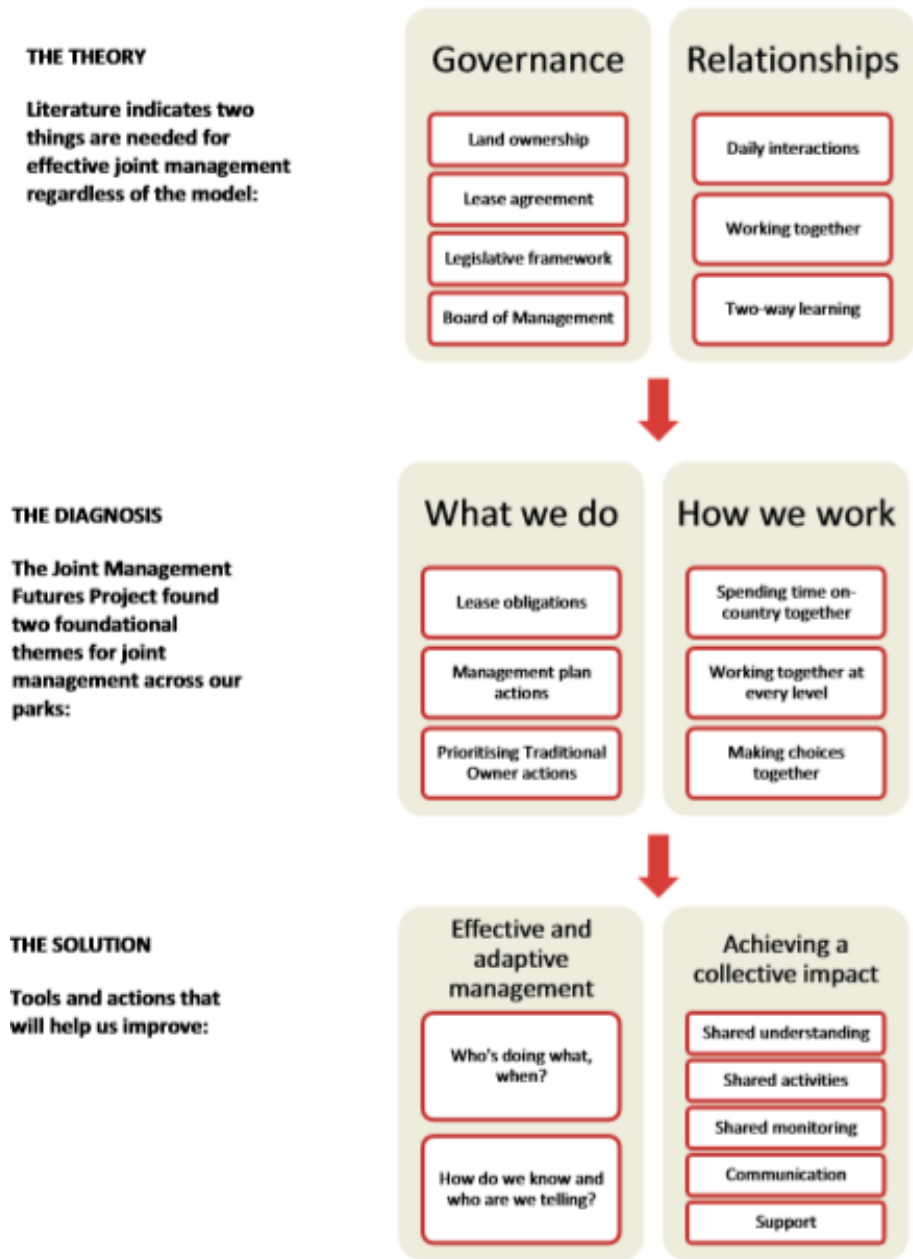 THE THEORY
Literature indicates two
things are needed for
effective joint management
regardless of the model:
Governance
Land ownership
Lease agreement
Legislative framework
Board of Management
Relationships
Daily interactions
Working together
Two-way learning
THE DIAGNOSIS
The Joint Management
Futures Project found
two foundational
themes for joint
management across our
parks:
What we do
Lease obligations
Management plan
actions
Prioritising Traditional
Owner actions
How we work
Spending time on-
country together
Working together at
every level
Making choices
together
THE SOLUTION
Tools and actions that
will help us improve:
Effective and
adaptive
management
Who's doing what,
when?
How do we know and
who are we telling?
Achieving a
collective impact
Shared understanding
Shared activities
Shared monitoring
Communication
Support